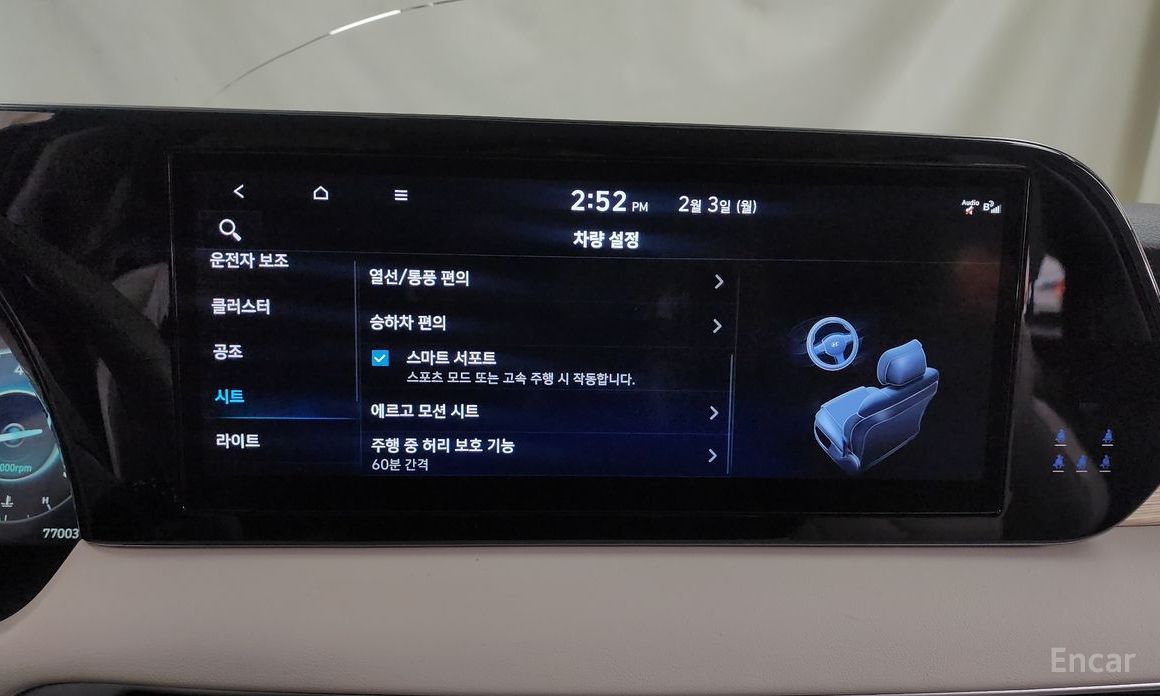 2:52 PM 2월 3일 (월)
Audio
차량 설정
운전자 보조
클러스터
공조
시트
라이트
열선/통풍 편의
승하차 편의
스마트 서포트
스포츠 모드 또는 고속 주행 시 작동합니다.
에르고 모션 시트
주행 중 허리 보호 기능
60분 간격
4
000rpm
H
77003
Encar